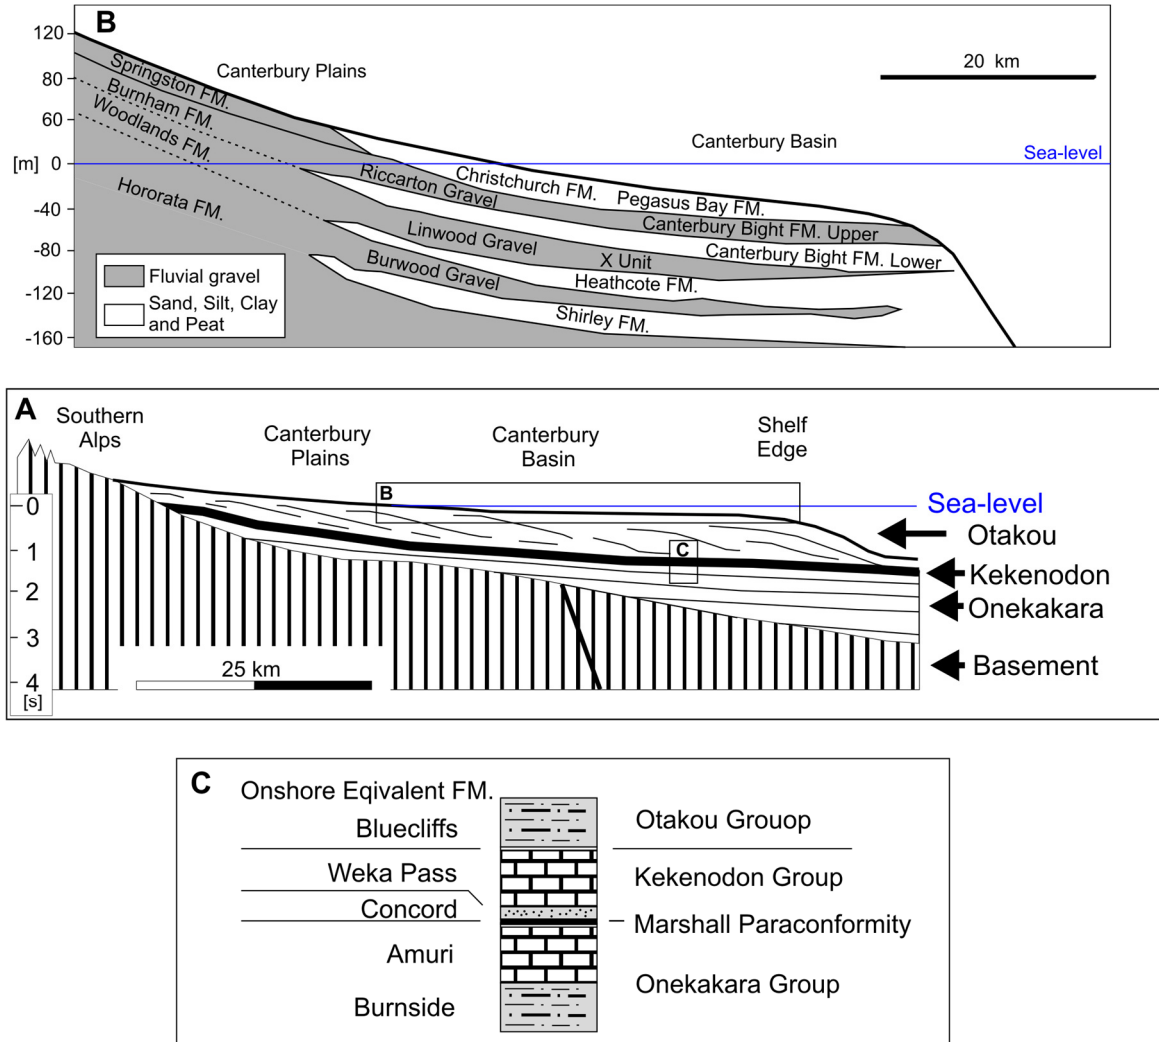 B
120
80
60
[m] 0
-40
-80
-120
-160
Springston FM.
Canterbury Plains
Burnham FM.
Woodlands FM.
Hororata FM.
20 km
Canterbury Basin
Sea-level
Riccarton Gravel
Christchurch FM.
Pegasus Bay FM.
Canterbury Bight FM. Upper
Linwood Gravel
X Unit
Canterbury Bight FM. Lower
Burwood Gravel
Heathcote FM.
Shirley FM.
Fluvial gravel
Sand, Silt, Clay
and Peat
A
Southern
Alps
Canterbury
Plains
Canterbury
Basin
Shelf
Edge
B
C
0
1
2
3
4
[s]
Sea-level
Otakou
Kekenodon
Onekakara
Basement
25 km
C
Onshore Eqivalent FM.
Bluecliffs
Otakou Grouop
Weka Pass
Kekenodon Group
Concord
Marshall Paraconformity
Amuri
Onekakara Group
Burnside